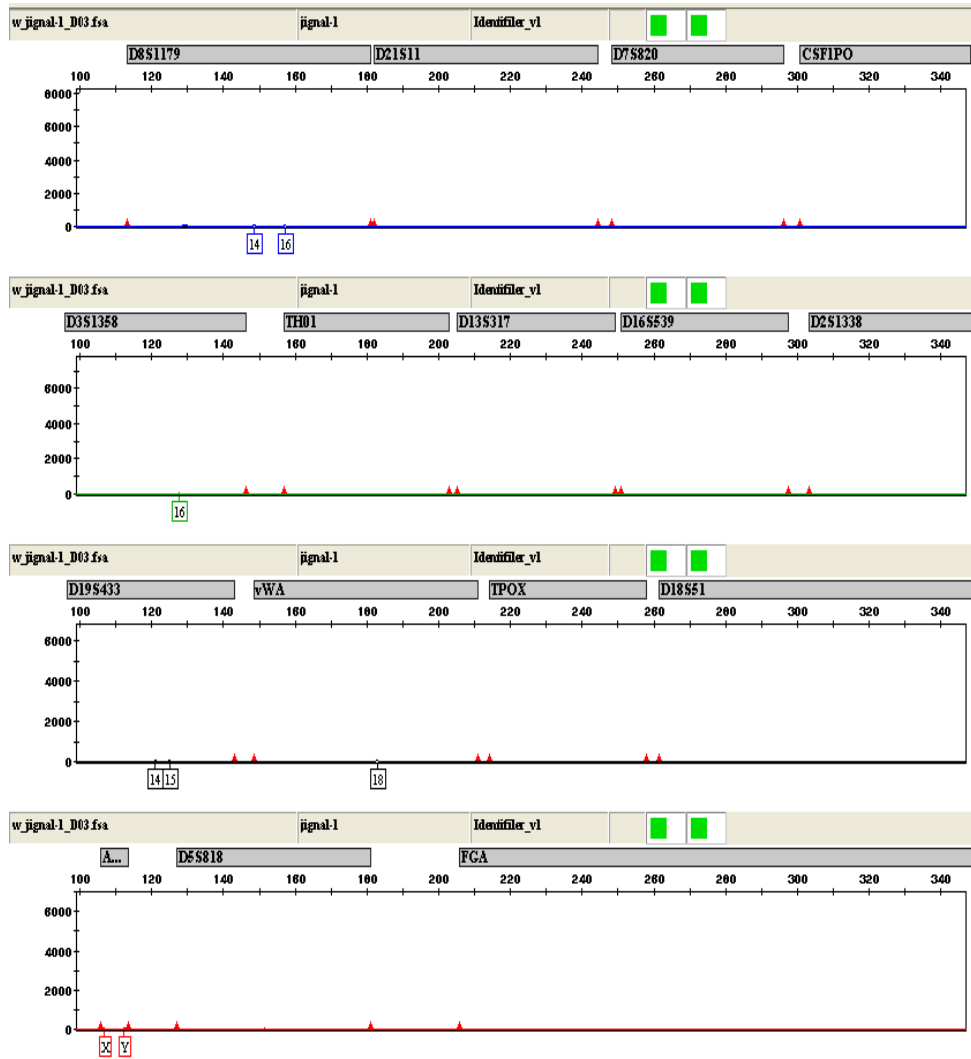 w_jignal-1_D03.fsa jignal-1 Identifiler_v1
D8S1179 D21S11 D7S820 CSF1PO
100 120 140 160 180 200 220 240 260 280 300 320 340
8000
6000
4000
2000
0
14 16
w_jignal-1_D03.fsa jignal-1 Identifiler_v1
D3S1358 TH01 D13S317 D16S539 D2S1338
100 120 140 160 180 200 220 240 260 280 300 320 340
6000
4000
2000
0
16
w_jignal-1_D03.fsa jignal-1 Identifiler_v1
D19S433 vWA TPOX D18S51
100 120 140 160 180 200 220 240 260 280 300 320 340
6000
4000
2000
0
14 15 18
w_jignal-1_D03.fsa jignal-1 Identifiler_v1
A... D5S818 FGA
100 120 140 160 180 200 220 240 260 280 300 320 340
6000
4000
2000
0
X Y